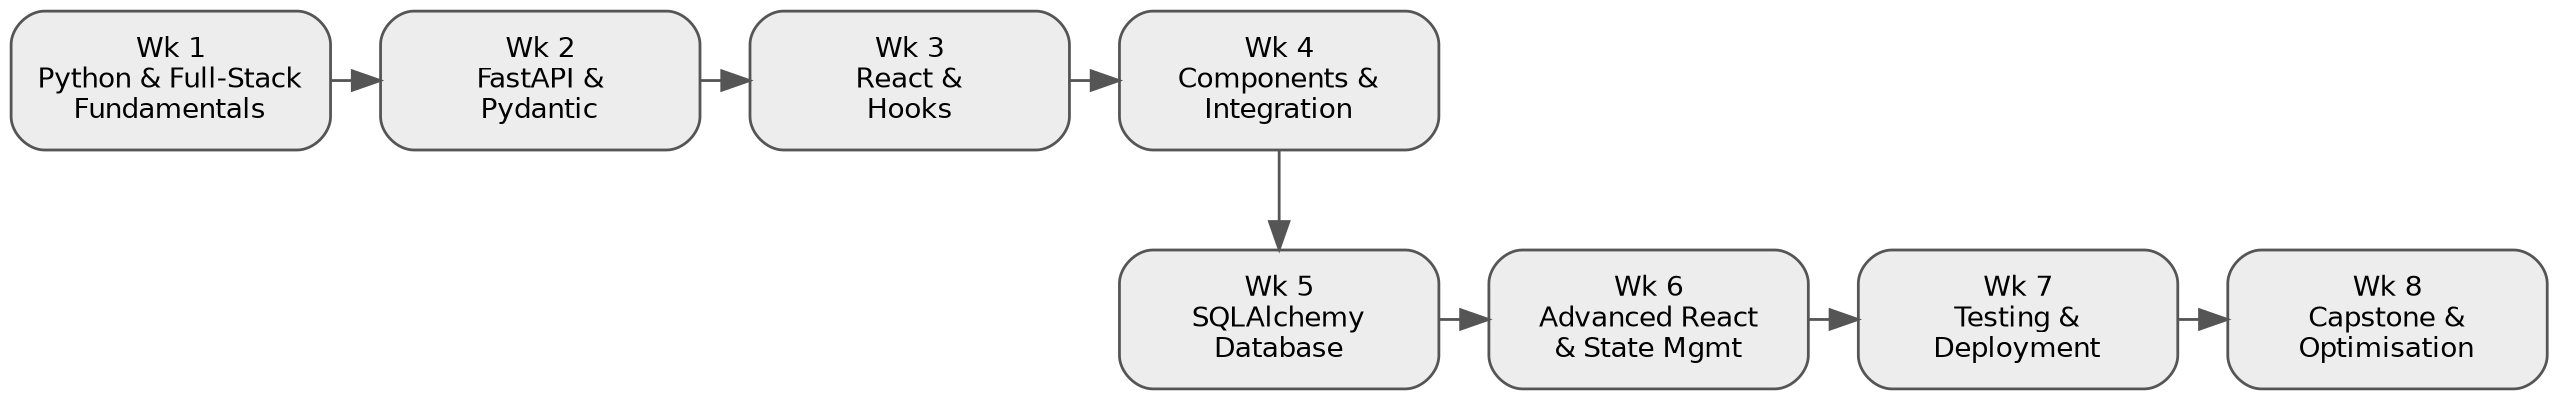 Wk 1
Python & Full-Stack
Fundamentals
Wk 2
FastAPI &
Pydantic
Wk 3
React &
Hooks
Wk 4
Components &
Integration
Wk 5
SQLAlchemy
Database
Wk 6
Advanced React
& State Mgmt
Wk 7
Testing &
Deployment
Wk 8
Capstone &
Optimisation